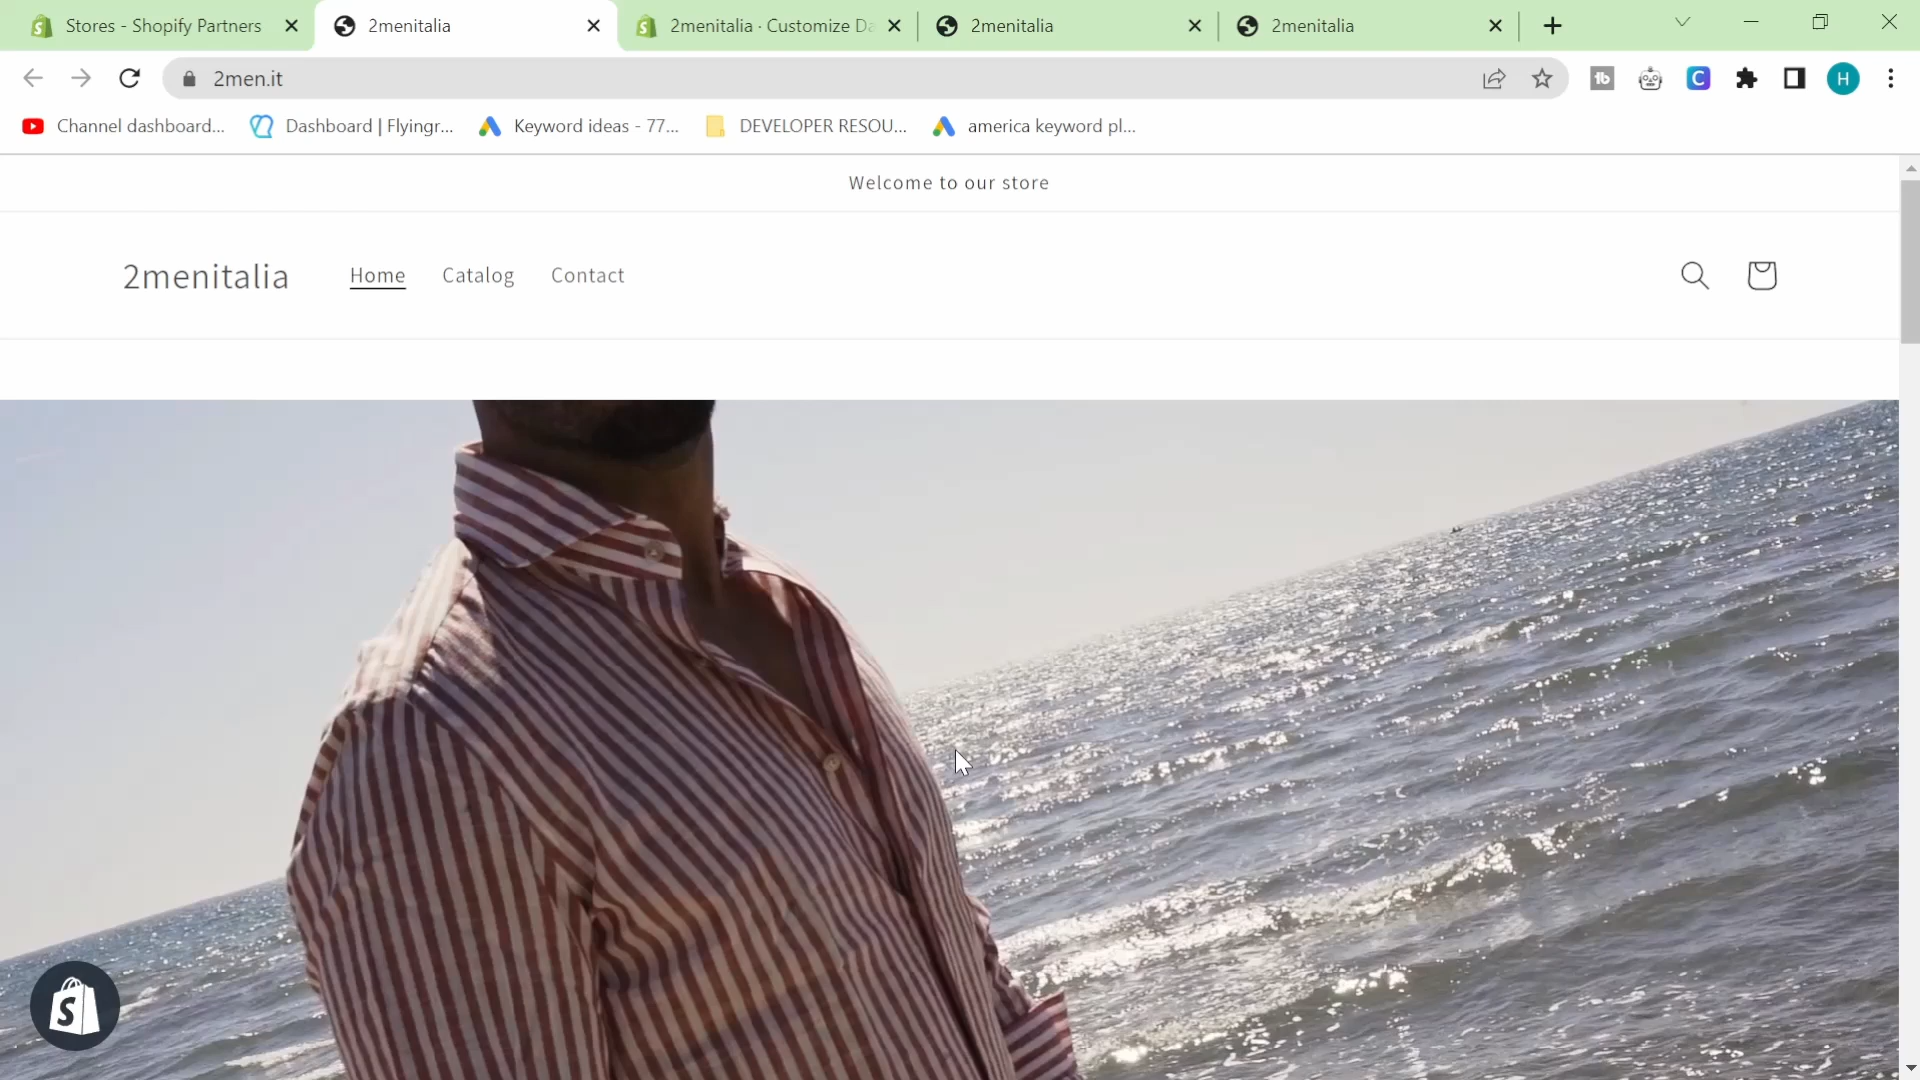 Stores - Shopify Partners
2menitalia
2menitalia · Customize Da
2menitalia
2menitalia
2men.it
tb
C
H
Channel dashboard...
Dashboard | Flyingr...
Keyword ideas - 77...
DEVELOPER RESOU...
america keyword pl...
Welcome to our store
2menitalia
Home
Catalog
Contact